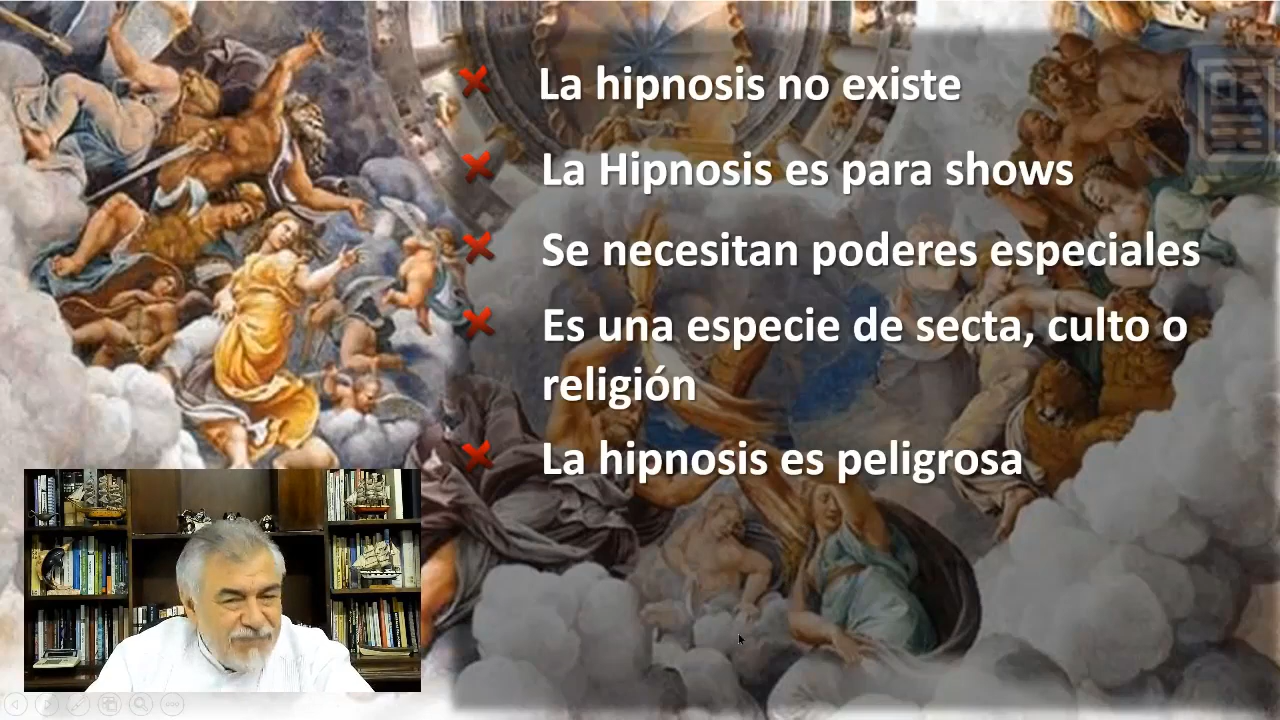 La hipnosis no existe
La Hipnosis es para shows
Se necesitan poderes especiales
Es una especie de secta, culto o
religión
La hipnosis es peligrosa